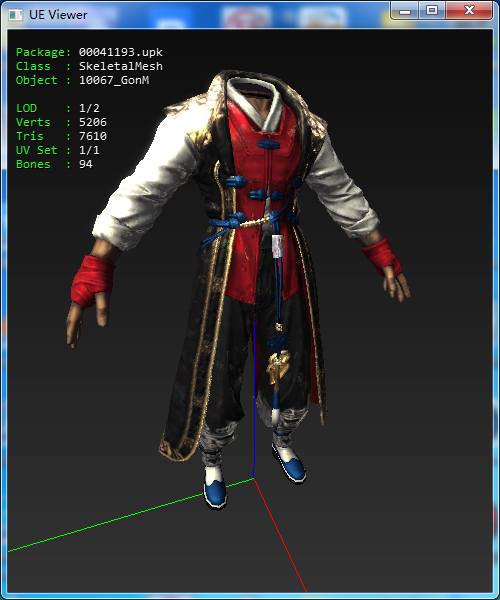 UE Viewer
Package: 00041193.upk
Class : SkeletalMesh
Object : 10067_GonM
LOD : 1/2
Verts : 5206
Tris : 7610
UV Set : 1/1
Bones : 94